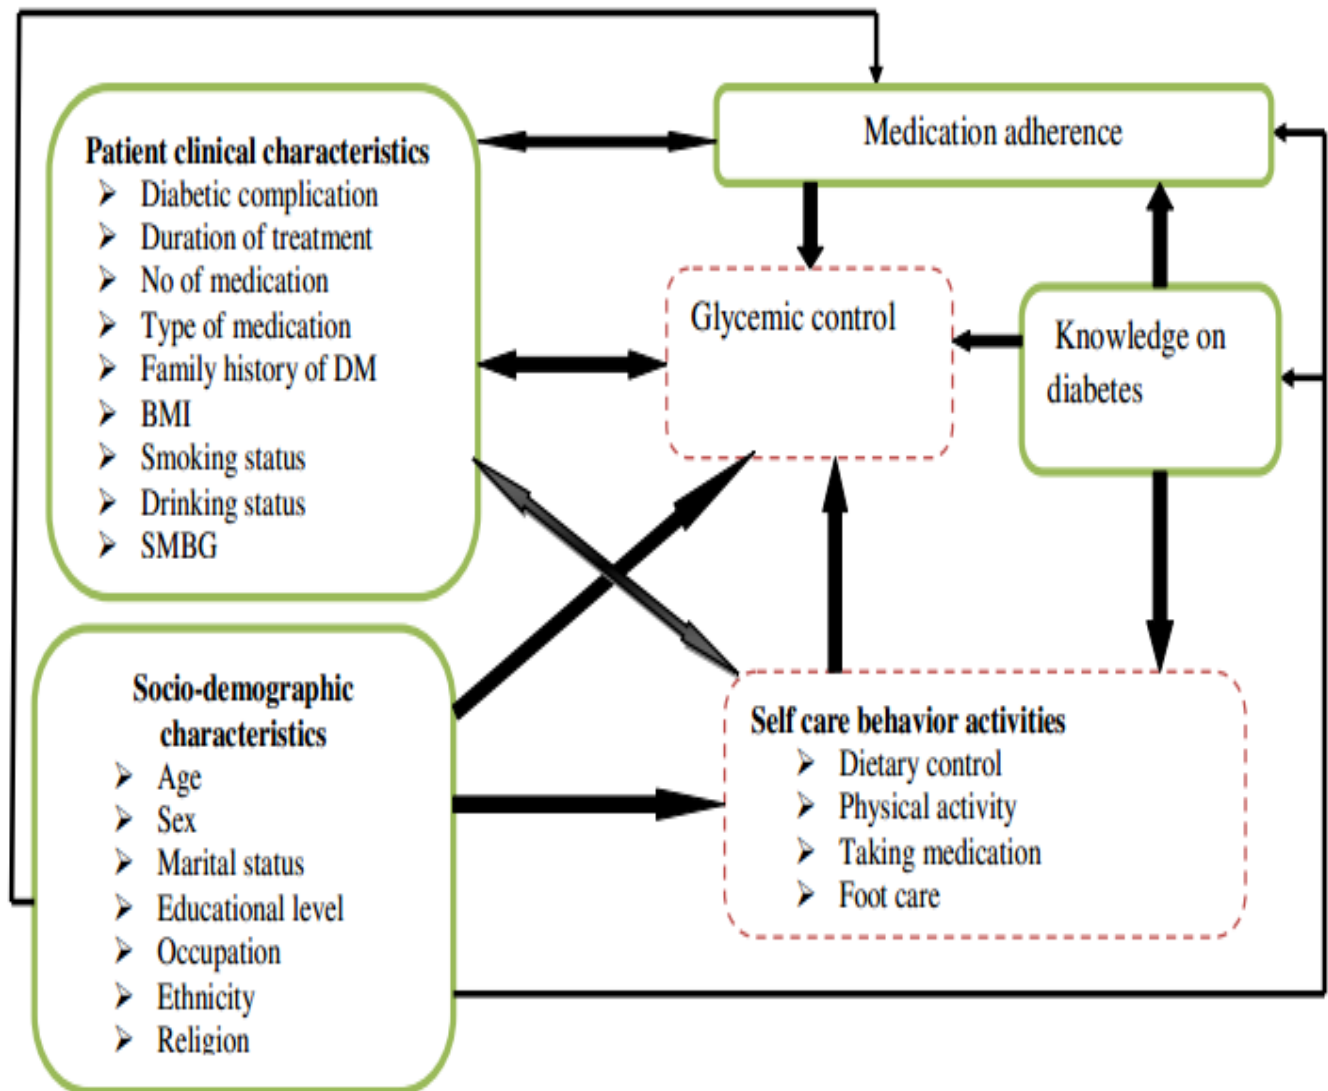 Medication adherence
Patient clinical characteristics
Diabetic complication
Duration of treatment
No of medication
Type of medication
Family history of DM
BMI
Smoking status
Drinking status
SMBG
Glycemic control
Knowledge on
diabetes
Socio-demographic
characteristics
Age
Sex
Marital status
Educational level
Occupation
Ethnicity
Religion
Self care behavior activities
Dietary control
Physical activity
Taking medication
Foot care